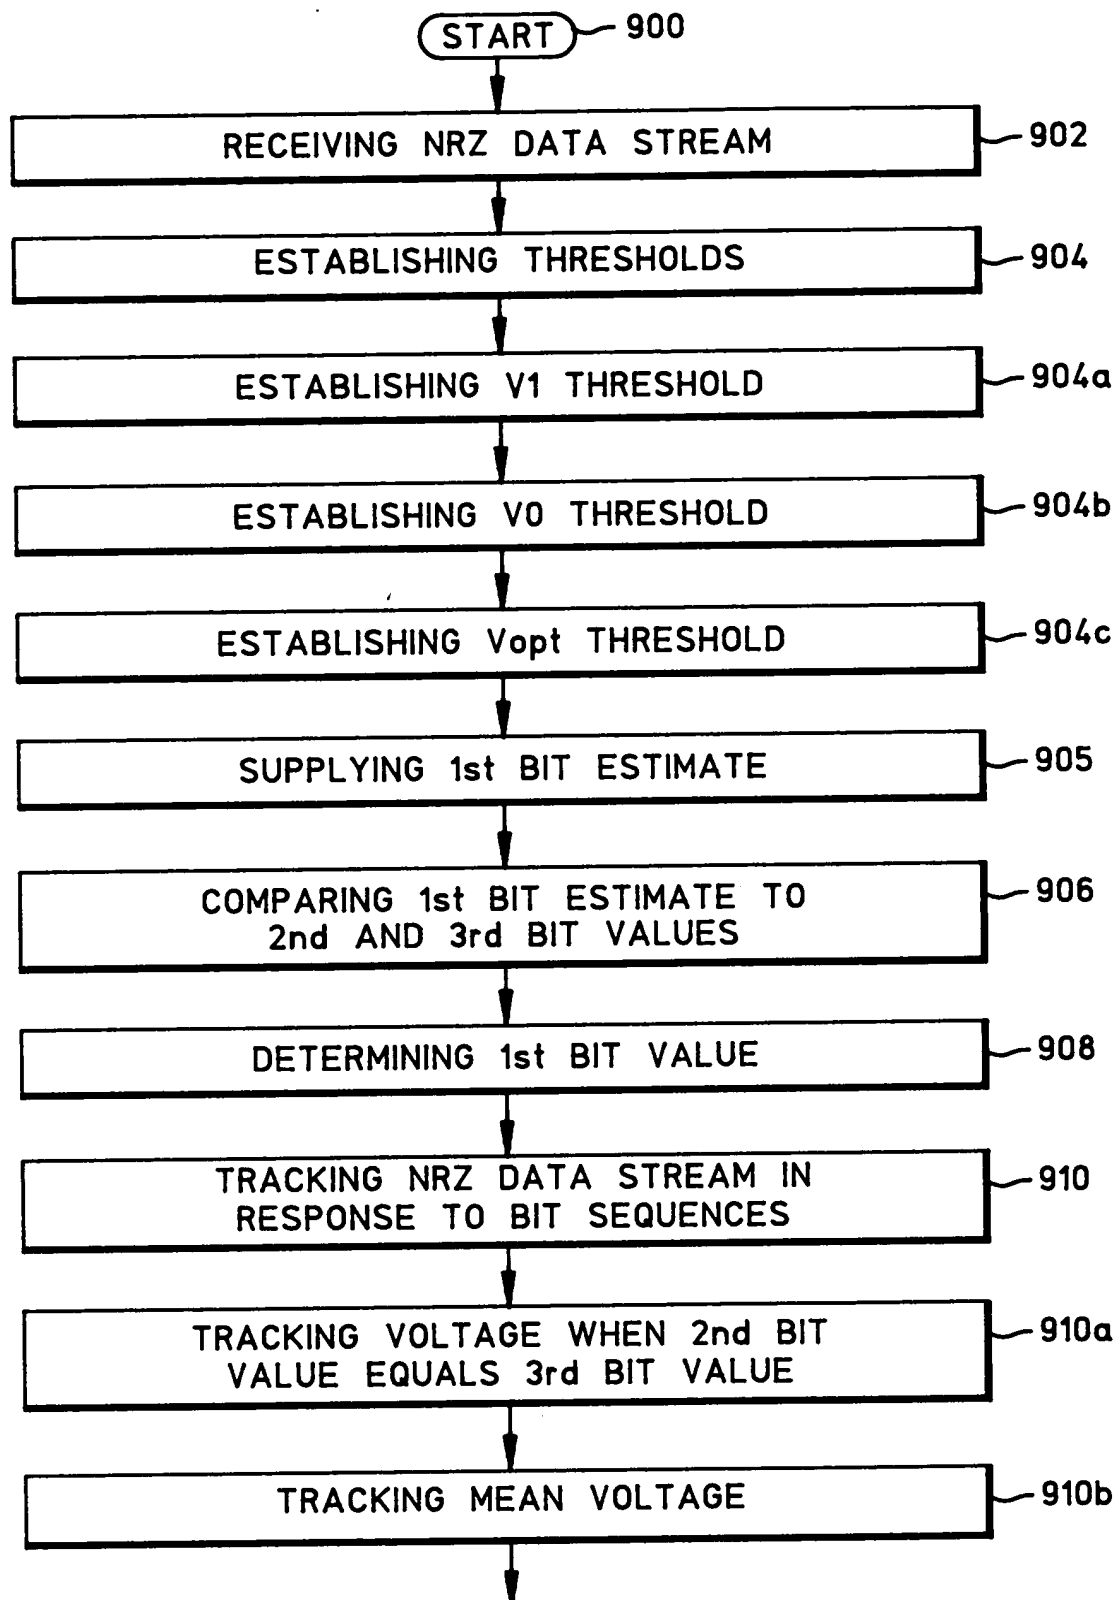 START 900
RECEIVING NRZ DATA STREAM 902
ESTABLISHING THRESHOLDS 904
ESTABLISHING V1 THRESHOLD 904a
ESTABLISHING V0 THRESHOLD 904b
ESTABLISHING Vopt THRESHOLD 904c
SUPPLYING 1st BIT ESTIMATE 905
COMPARING 1st BIT ESTIMATE TO 906
2nd AND 3rd BIT VALUES
DETERMINING 1st BIT VALUE 908
TRACKING NRZ DATA STREAM IN 910
RESPONSE TO BIT SEQUENCES
TRACKING VOLTAGE WHEN 2nd BIT 910a
VALUE EQUALS 3rd BIT VALUE
TRACKING MEAN VOLTAGE 910b